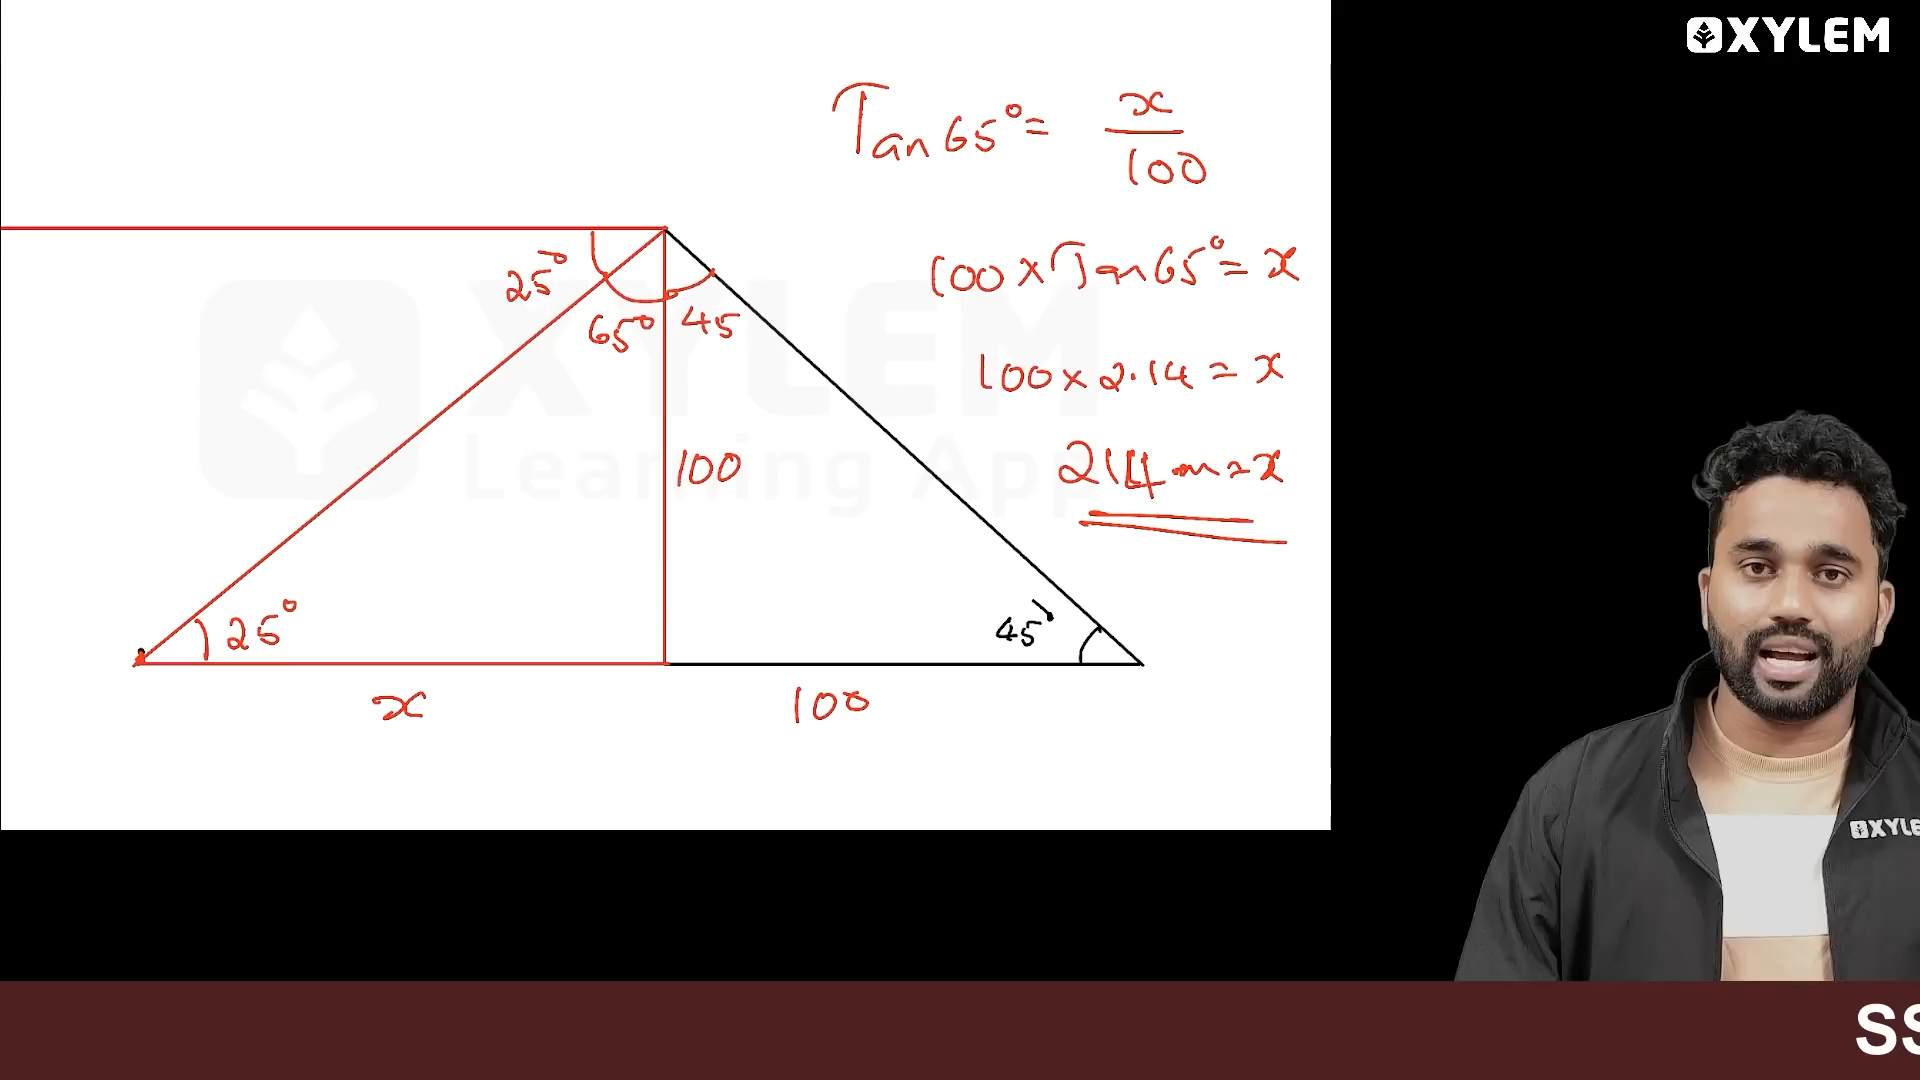 XYLEM
Tan 65° = x/100
100 × Tan 65° = x
25°
65° 45
100 × 2.14 = x
XYLEM
Learning App
100
214 m = x
25°
45°
x
100
XYLE
SS